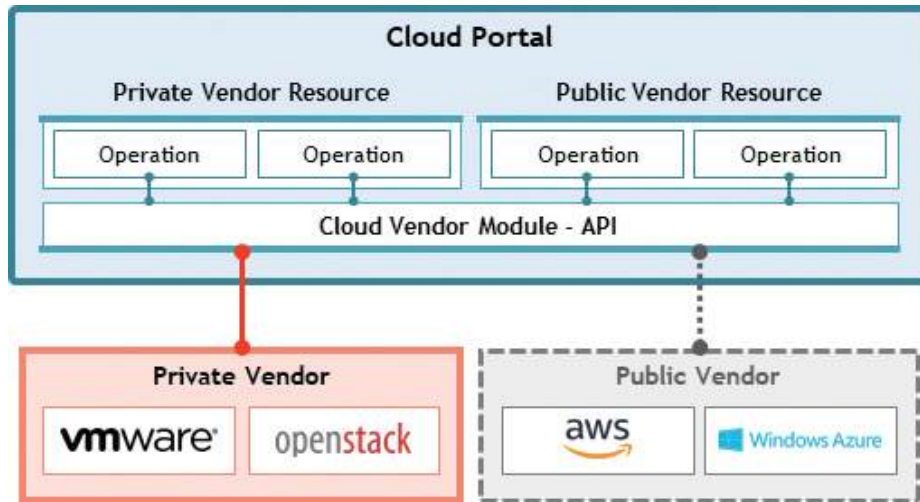 Cloud Portal
Private Vendor Resource
Public Vendor Resource
Operation
Operation
Operation
Operation
Cloud Vendor Module - API
Private Vendor
Public Vendor
vmware®
openstack
aws
Windows Azure